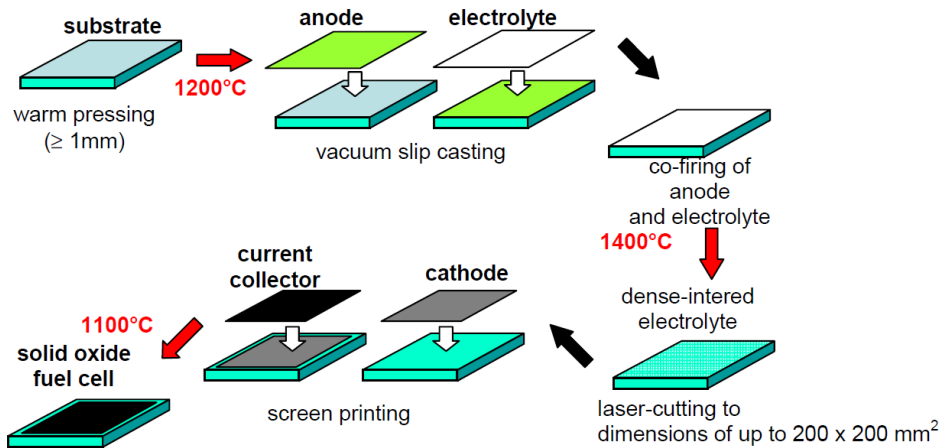 substrate
1200°C
warm pressing
(≥ 1mm)
anode
electrolyte
vacuum slip casting
co-firing of
anode
and electrolyte
1400°C
dense-intered
electrolyte
laser-cutting to
dimensions of up to 200 x 200 mm²
cathode
current
collector
screen printing
1100°C
solid oxide
fuel cell